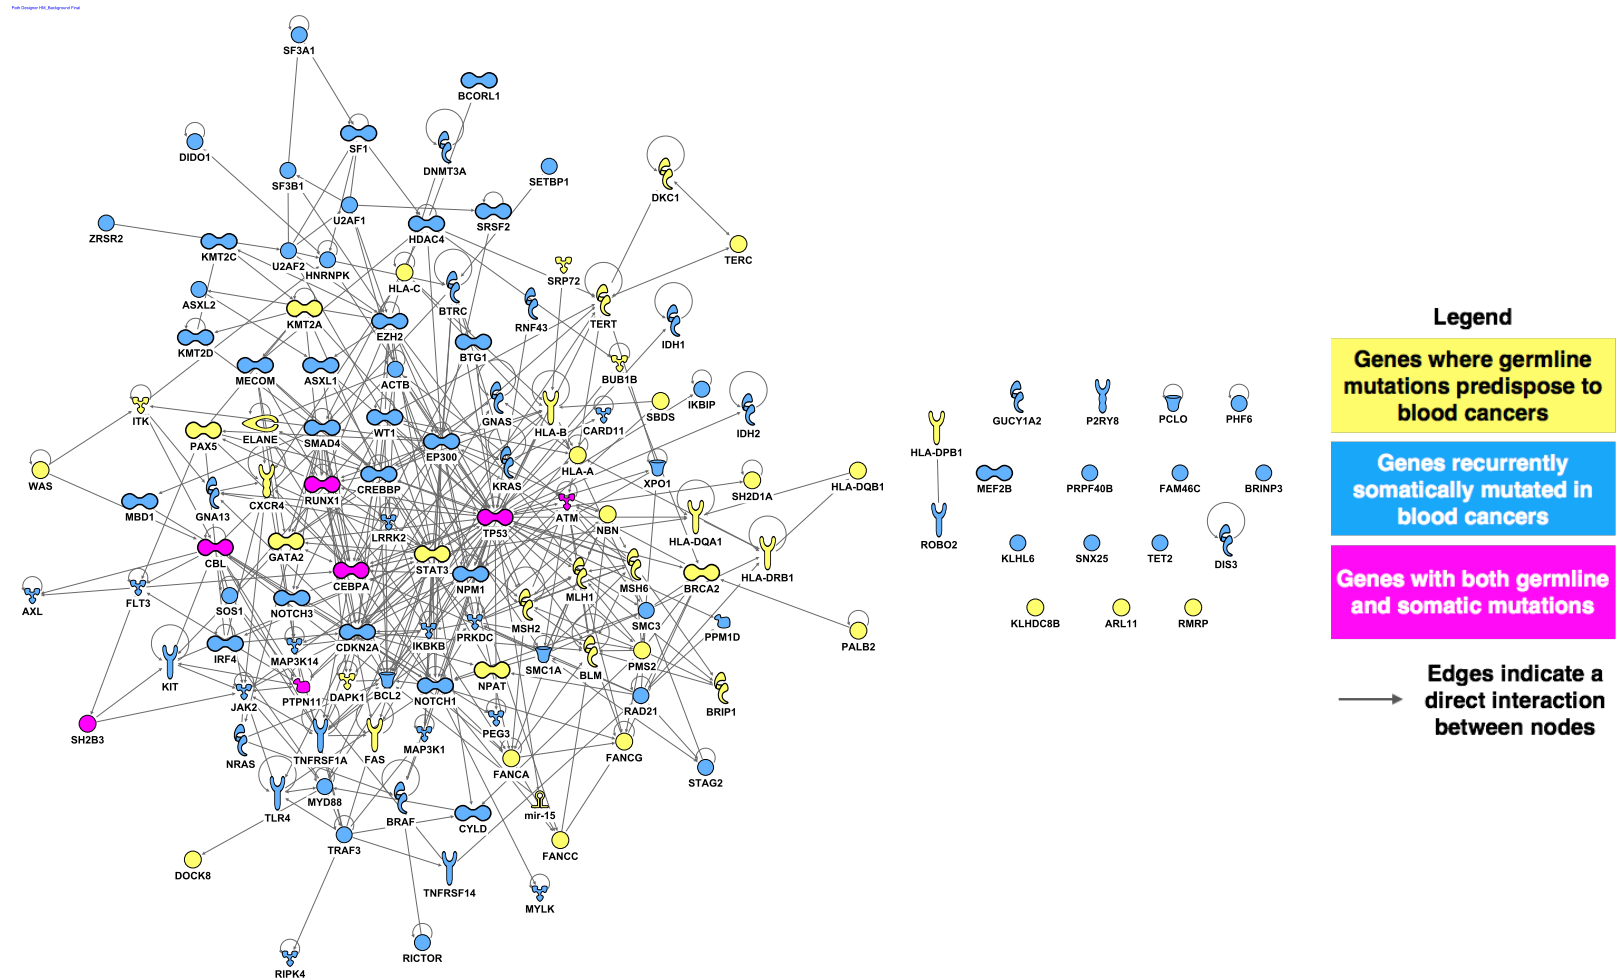 Path Designer HM_Background Final
SF3A1
BCORL1
SF1
DIDO1
DNMT3A
SETBP1
SF3B1
DKC1
U2AF1
SRSF2
ZRSR2
HDAC4
KMT2C
TERC
U2AF2
HNRNPK
HLA-C
SRP72
ASXL2
BTRC
KMT2A
RNF43
TERT
EZH2
IDH1
KMT2D
BTG1
MECOM
ASXL1
ACTB
BUB1B
ITK
GNAS
IKBIP
ELANE
SMAD4
WT1
HLA-B
CARD11
SBDS
IDH2
PAX5
EP300
HLA-A
WAS
CXCR4
RUNX1
CREBBP
KRAS
XPO1
SH2D1A
HLA-DQB1
MBD1
GNA13
LRRK2
TP53
ATM
NBN
HLA-DQA1
CBL
GATA2
STAT3
HLA-DRB1
CEBPA
NPM1
MLH1
MSH6
BRCA2
AXL
FLT3
SOS1
NOTCH3
MSH2
SMC3
PPM1D
PRKDC
IKBKB
CDKN2A
PALB2
IRF4
MAP3K14
SMC1A
BLM
PMS2
KIT
JAK2
PTPN11
DAPK1
BCL2
NOTCH1
NPAT
RAD21
BRIP1
SH2B3
PEG3
NRAS
TNFRSF1A
FAS
MAP3K1
FANCA
FANCG
STAG2
TLR4
MYD88
BRAF
CYLD
mir-15
TRAF3
FANCC
DOCK8
TNFRSF14
MYLK
RICTOR
RIPK4
GUCY1A2
P2RY8
PCLO
PHF6
HLA-DPB1
MEF2B
PRPF40B
FAM46C
BRINP3
ROBO2
KLHL6
SNX25
TET2
DIS3
KLHDC8B
ARL11
RMRP
Legend
Genes where germline
mutations predispose to
blood cancers
Genes recurrently
somatically mutated in
blood cancers
Genes with both germline
and somatic mutations
Edges indicate a
direct interaction
between nodes